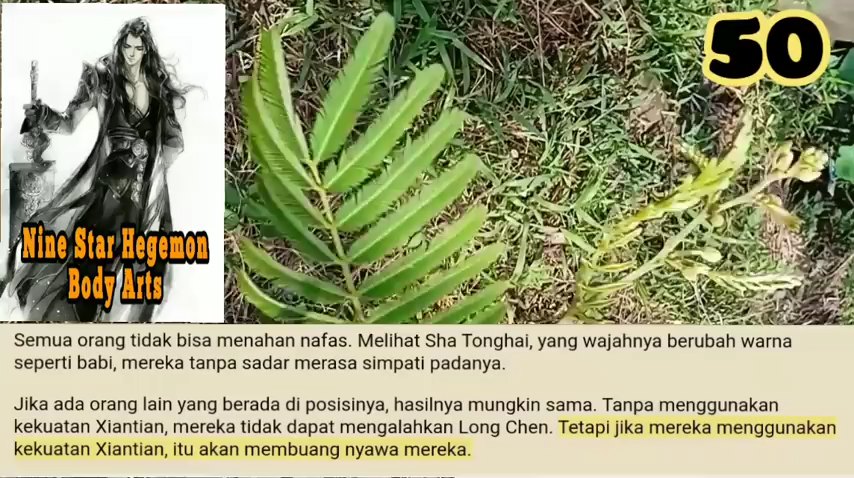 50
Nine Star Hegemon
Body Arts
Semua orang tidak bisa menahan nafas. Melihat Sha Tonghai, yang wajahnya berubah warna
seperti babi, mereka tanpa sadar merasa simpati padanya.
Jika ada orang lain yang berada di posisinya, hasilnya mungkin sama. Tanpa menggunakan
kekuatan Xiantian, mereka tidak dapat mengalahkan Long Chen. Tetapi jika mereka menggunakan
kekuatan Xiantian, itu akan membuang nyawa mereka.